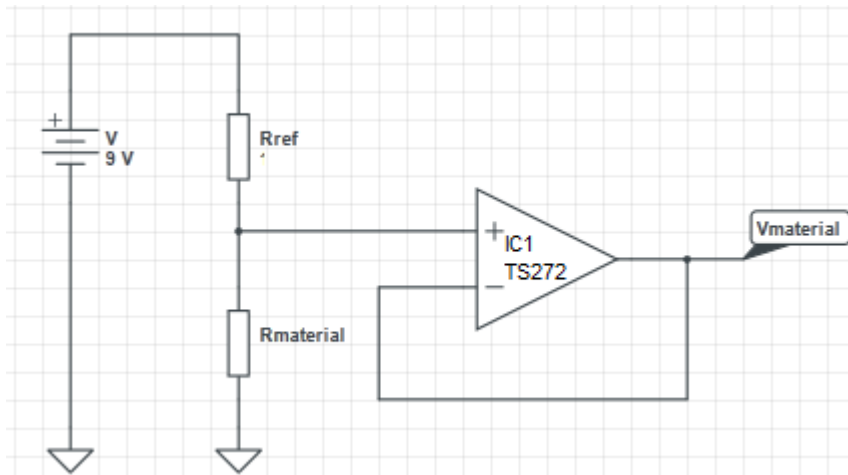 +
V
9 V
Rref
+
IC1
TS272
−
Vmaterial
Rmaterial